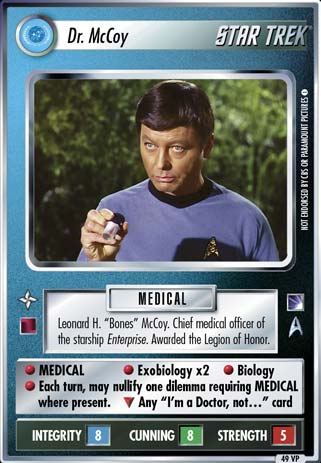 Dr. McCoy
STAR TREK®
NOT ENDORSED BY CBS OR PARAMOUNT PICTURES
MEDICAL
Leonard H. "Bones" McCoy. Chief medical officer of
the starship Enterprise. Awarded the Legion of Honor.
• MEDICAL • Exobiology x2 • Biology
• Each turn, may nullify one dilemma requiring MEDICAL
where present. ▼ Any "I'm a Doctor, not..." card
INTEGRITY 8 CUNNING 8 STRENGTH 5
49 VP